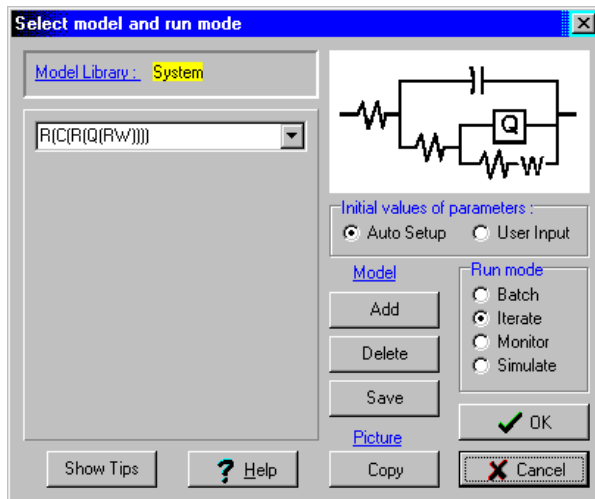 Select model and run mode
Model Library : System
R(C(R(Q(RW))))
Q
W
Initial values of parameters :
Auto Setup User Input
Model
Add
Delete
Save
Run mode
Batch
Iterate
Monitor
Simulate
Picture
OK
Show Tips ? Help Copy Cancel